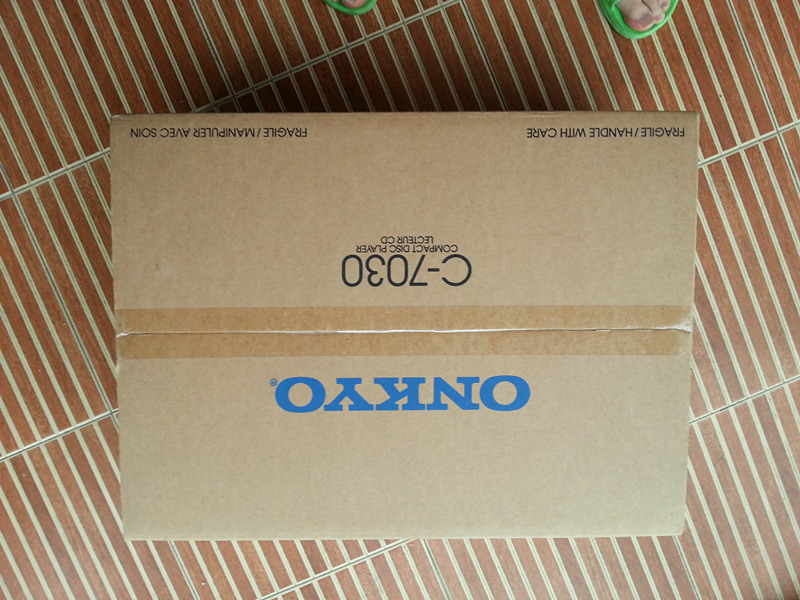 ONKYO®
C-7030
COMPACT DISC PLAYER
LECTEUR CD
FRAGILE / HANDLE WITH CARE
FRAGILE / MANIPULER AVEC SOIN